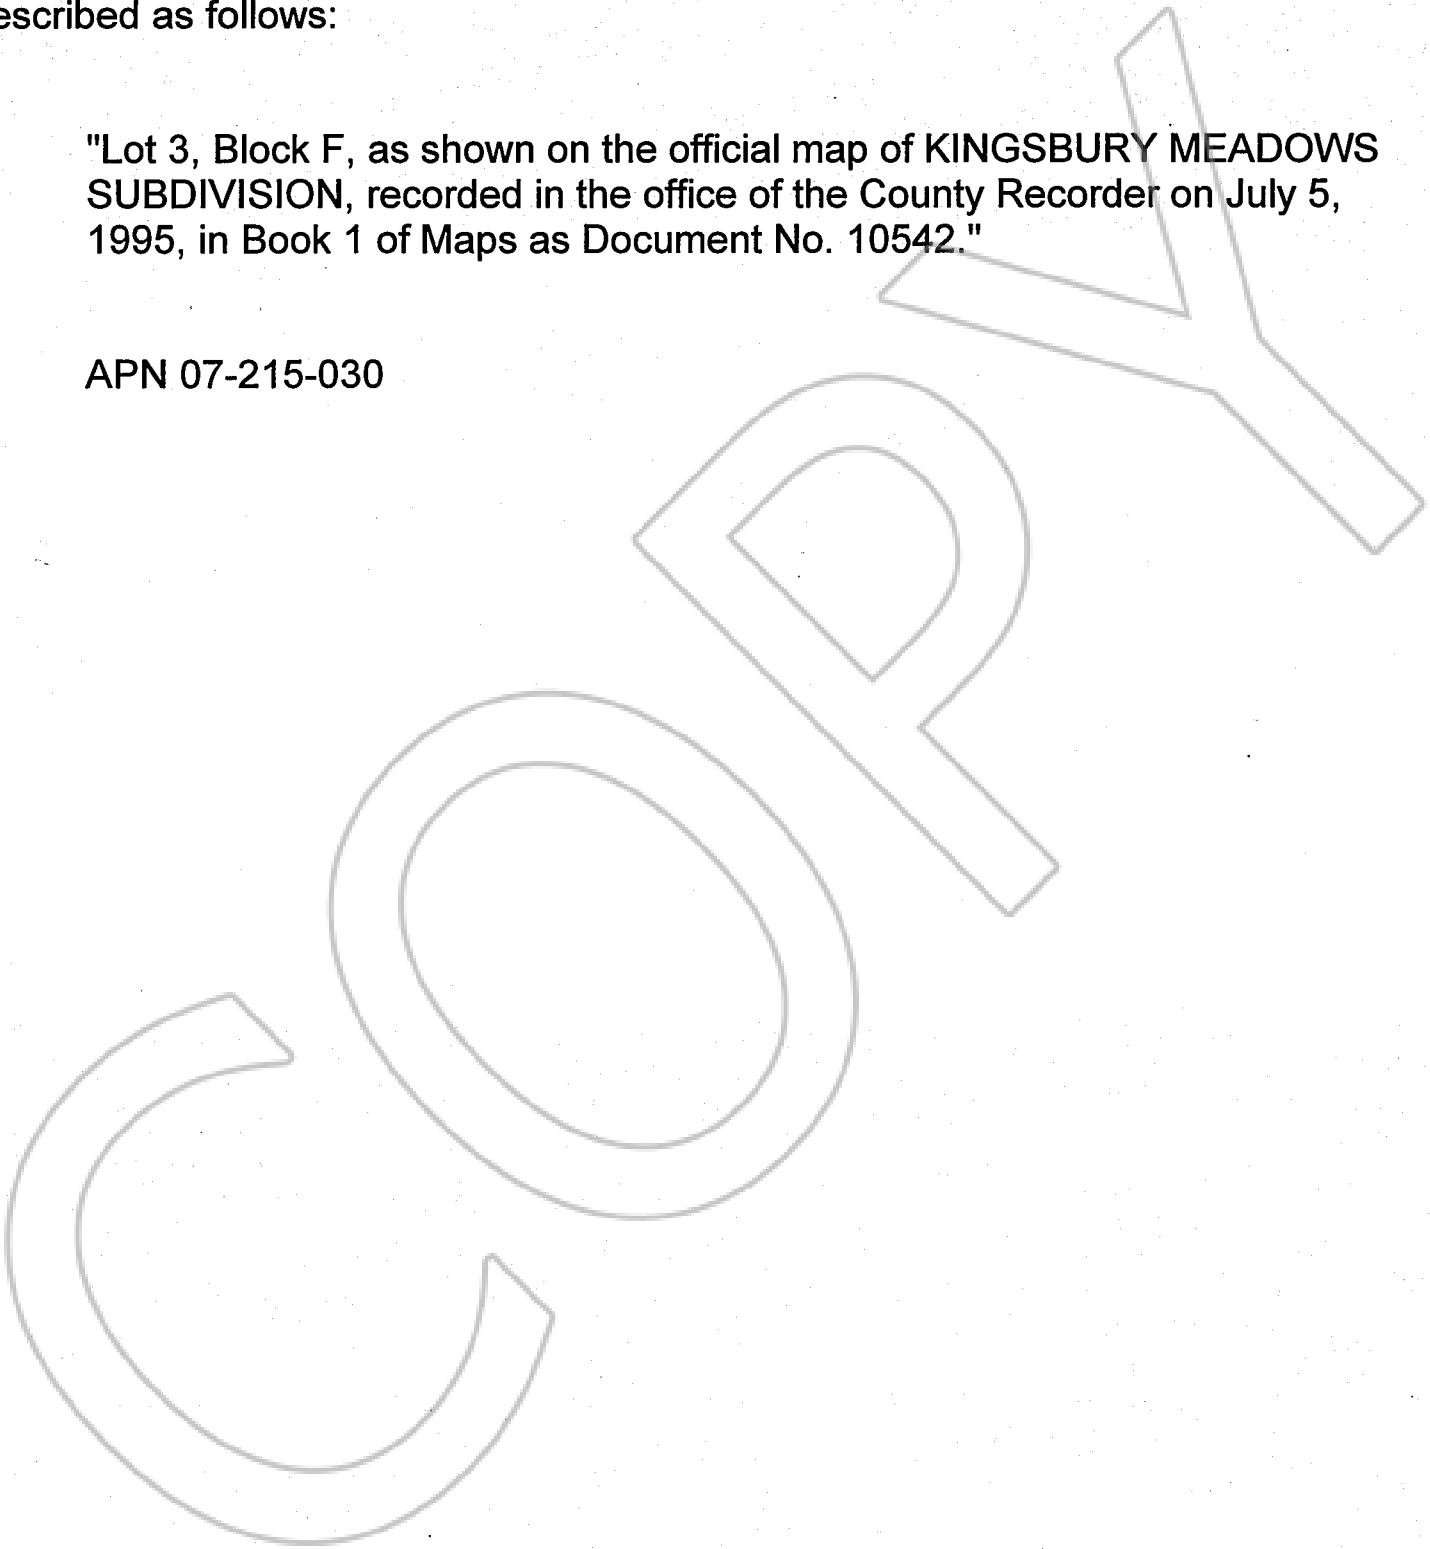 escribed as follows:
"Lot 3, Block F, as shown on the official map of KINGSBURY MEADOWS
SUBDIVISION, recorded in the office of the County Recorder on July 5,
1995, in Book 1 of Maps as Document No. 10542."
APN 07-215-030
COPY